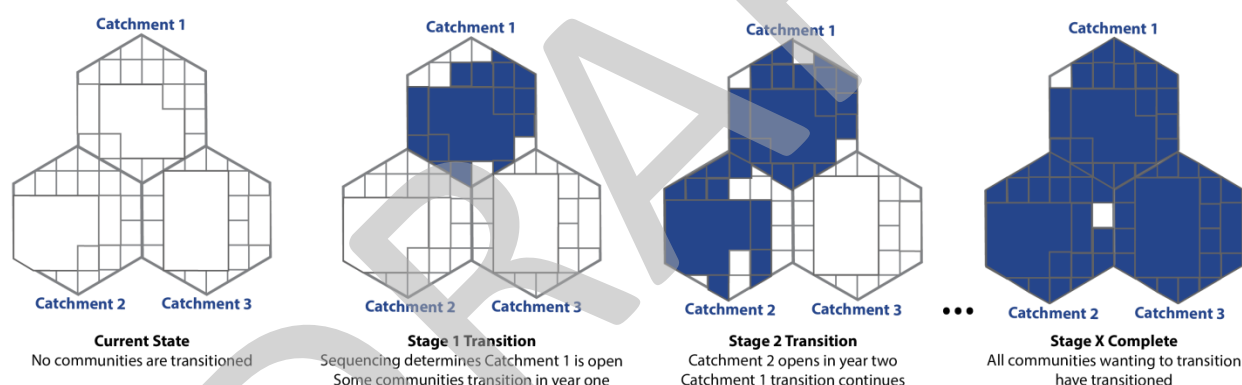 Catchment 1
Catchment 1
Catchment 1
Catchment 1
Catchment 2
Catchment 3
Catchment 2
Catchment 3
Catchment 2
Catchment 3
•••
Catchment 2
Catchment 3
Current State
No communities are transitioned
Stage 1 Transition
Sequencing determines Catchment 1 is open
Some communities transition in year one
Stage 2 Transition
Catchment 2 opens in year two
Catchment 1 transition continues
Stage X Complete
All communities wanting to transition
have transitioned